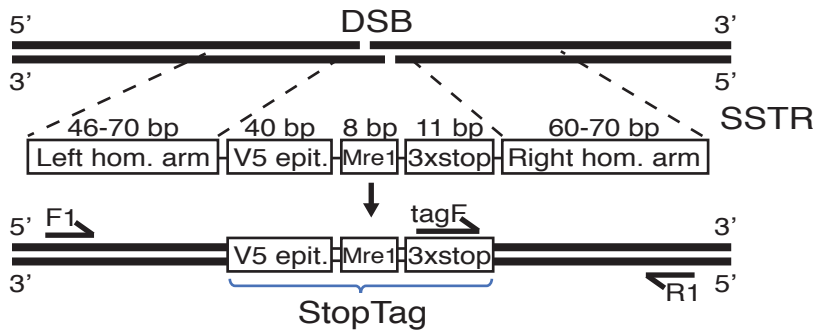 5’ DSB 3’
3’ 5’
SSTR
46-70 bp 40 bp 8 bp 11 bp 60-70 bp
Left hom. arm V5 epit. Mre1 3xstop Right hom. arm
5’ F1 tagF 3’
V5 epit. Mre1 3xstop
3’ R1 5’
StopTag